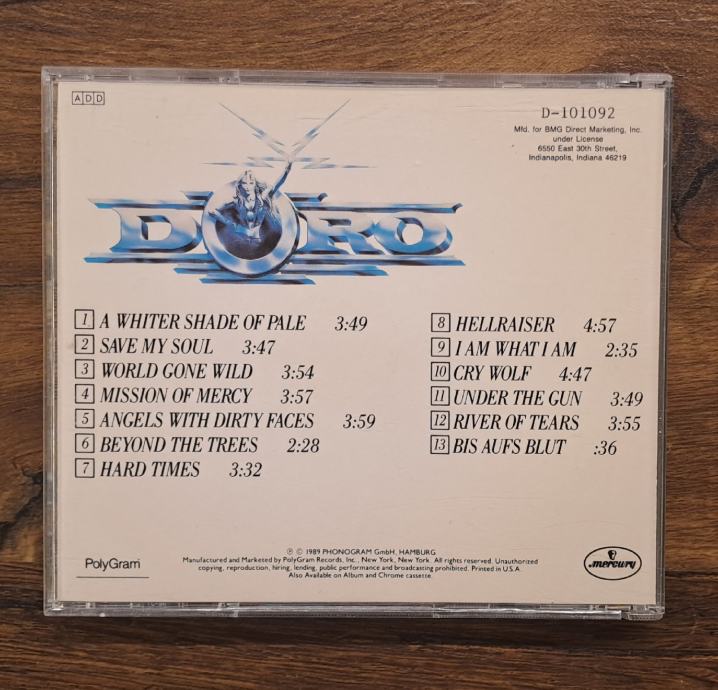 ADD
D-101092
Mfd. for BMG Direct Marketing, Inc.
under License
6550 East 30th Street,
Indianapolis, Indiana 46219
DORO
1 A WHITER SHADE OF PALE 3:49
2 SAVE MY SOUL 3:47
3 WORLD GONE WILD 3:54
4 MISSION OF MERCY 3:57
5 ANGELS WITH DIRTY FACES 3:59
6 BEYOND THE TREES 2:28
7 HARD TIMES 3:32
8 HELLRAISER 4:57
9 I AM WHAT I AM 2:35
10 CRY WOLF 4:47
11 UNDER THE GUN 3:49
12 RIVER OF TEARS 3:55
13 BIS AUFS BLUT :36
PolyGram
℗ © 1989 PHONOGRAM GmbH, HAMBURG
Manufactured and Marketed by PolyGram Records, Inc., New York, New York. All rights reserved. Unauthorized
copying, reproduction, hiring, lending, public performance and broadcasting prohibited. Printed in U.S.A.
Also Available on Album and Chrome cassette.
mercury